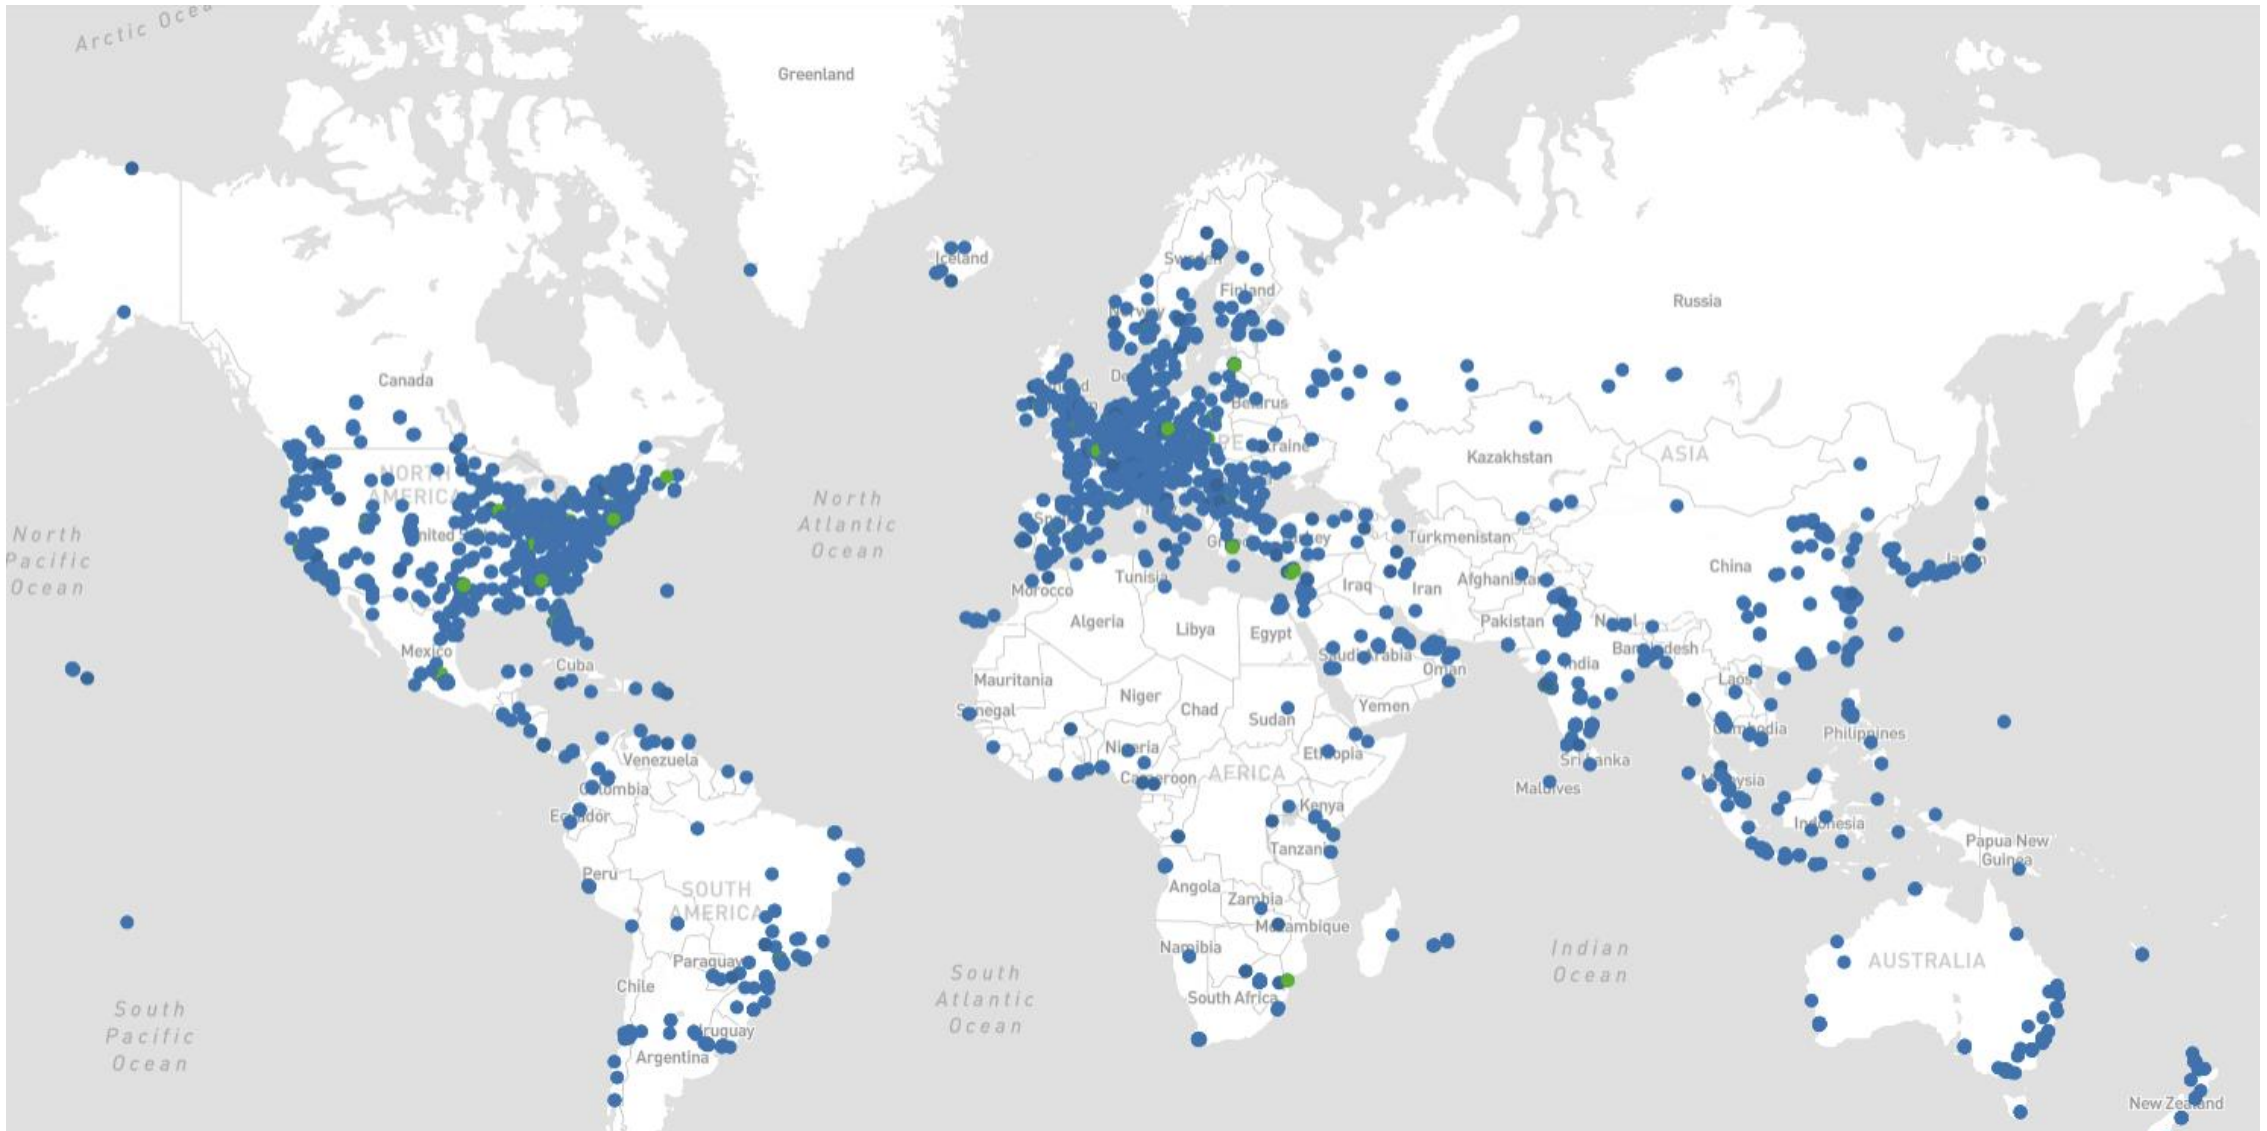 Arctic Ocea
Greenland
Iceland
Sweden
Finland
Norway
Russia
Canada
Belarus
Ukraine
Kazakhstan
ASIA
NORTH
AMERICA
North
Atlantic
Ocean
North
Pacific
Ocean
Turkmenistan
China
Japan
Tunisia
Morocco
Iraq
Iran
Afghanistan
Algeria
Libya
Egypt
Pakistan
Nepal
Mexico
Cuba
Saudi Arabia
Bangladesh
India
Oman
Mauritania
Laos
Niger
Chad
Senegal
Sudan
Yemen
Cambodia
Philippines
Nigeria
Ethiopia
Venezuela
Sri Lanka
Cameroon
AFRICA
Malaysia
Colombia
Maldives
Ecuador
Kenya
Indonesia
Papua New
Guinea
Tanzania
Peru
Angola
SOUTH
AMERICA
Zambia
Mozambique
Namibia
Indian
Ocean
AUSTRALIA
Paraguay
Chile
South
Atlantic
Ocean
South Africa
South
Pacific
Ocean
Uruguay
Argentina
New Zealand